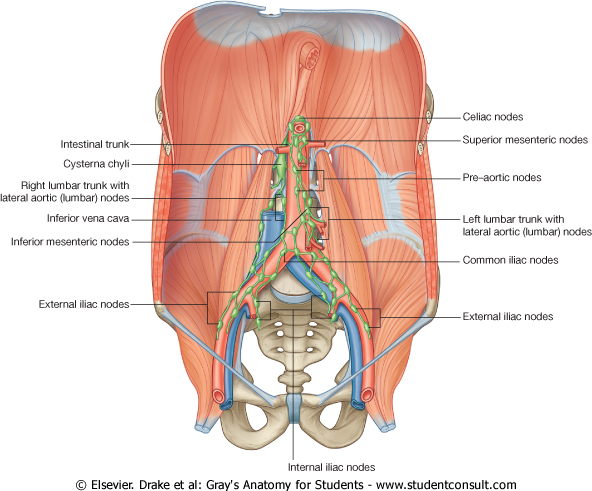 Celiac nodes
Intestinal trunk
Superior mesenteric nodes
Cysterna chyli
Pre–aortic nodes
Right lumbar trunk with
lateral aortic (lumbar) nodes
Inferior vena cava
Left lumbar trunk with
lateral aortic (lumbar) nodes
Inferior mesenteric nodes
Common iliac nodes
External iliac nodes
External iliac nodes
Internal iliac nodes
© Elsevier. Drake et al: Gray's Anatomy for Students - www.studentconsult.com